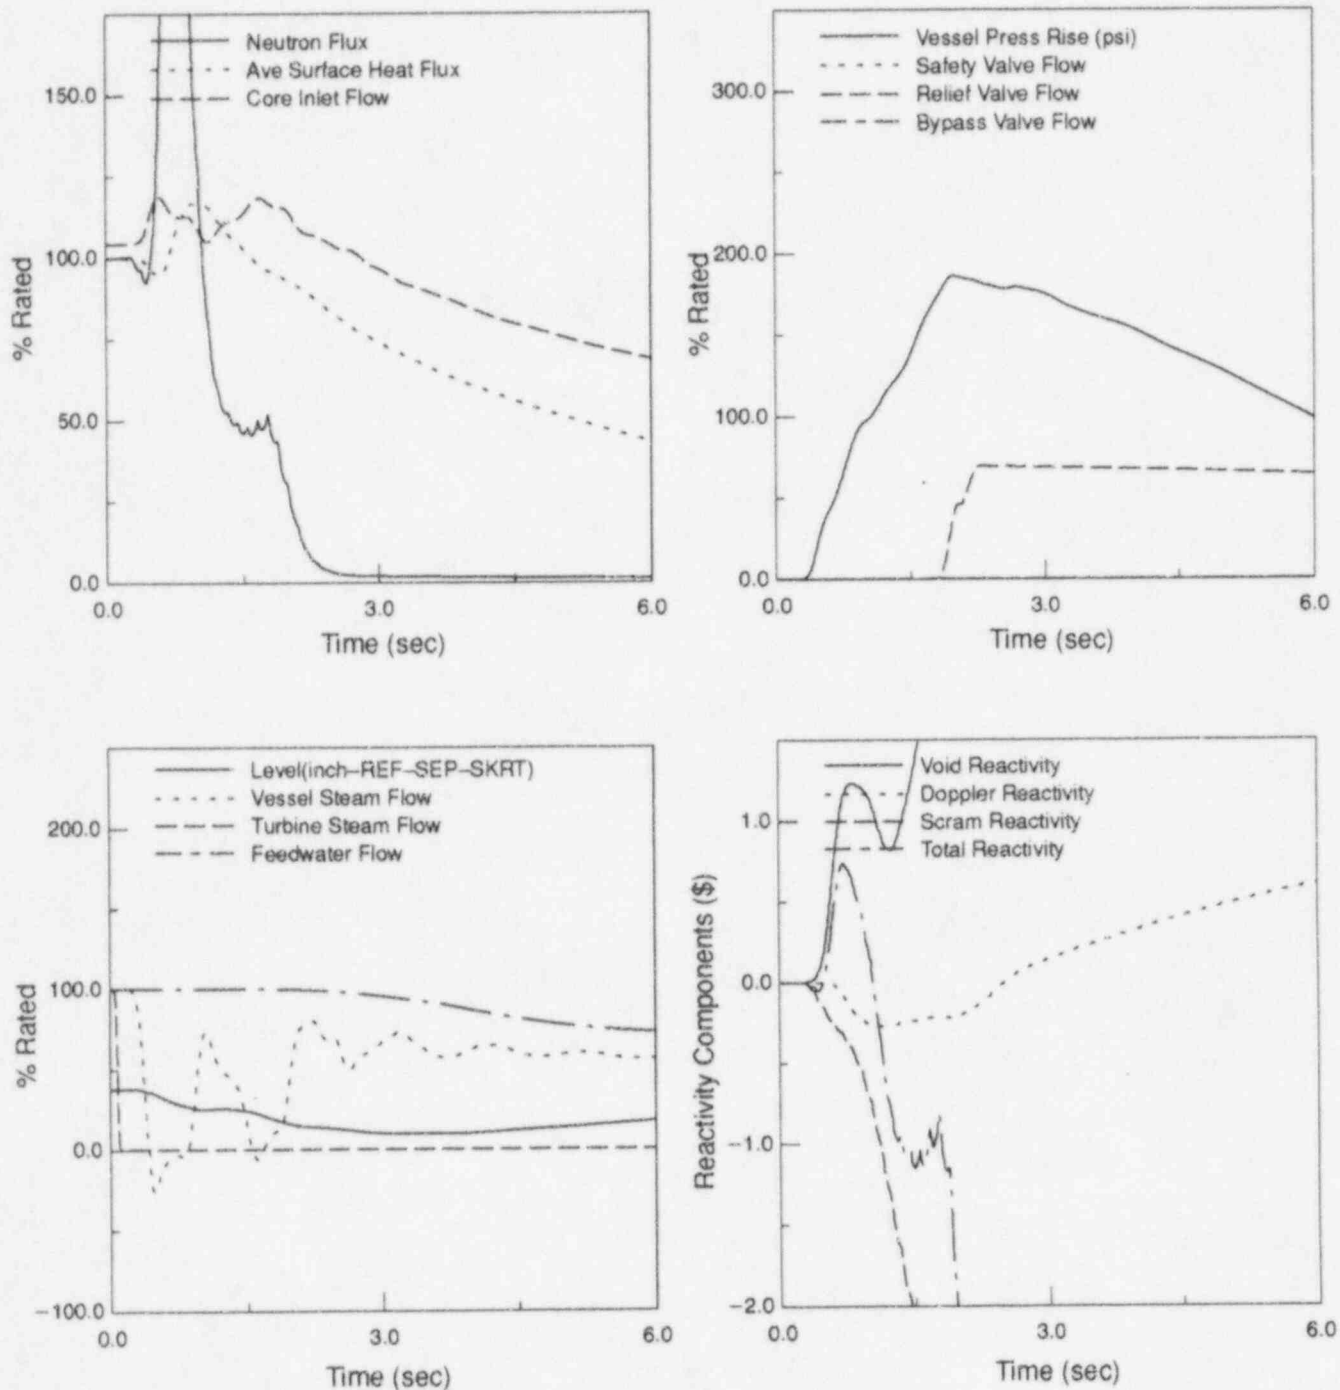 Neutron Flux
Ave Surface Heat Flux
Core Inlet Flow
150.0
100.0
50.0
0.0
% Rated
0.0
3.0
6.0
Time (sec)
Vessel Press Rise (psi)
Safety Valve Flow
Relief Valve Flow
Bypass Valve Flow
300.0
200.0
100.0
0.0
% Rated
0.0
3.0
6.0
Time (sec)
Level(inch–REF–SEP–SKRT)
Vessel Steam Flow
Turbine Steam Flow
Feedwater Flow
200.0
100.0
0.0
−100.0
% Rated
0.0
3.0
6.0
Time (sec)
Void Reactivity
Doppler Reactivity
Scram Reactivity
Total Reactivity
1.0
0.0
−1.0
−2.0
Reactivity Components ($)
0.0
3.0
6.0
Time (sec)